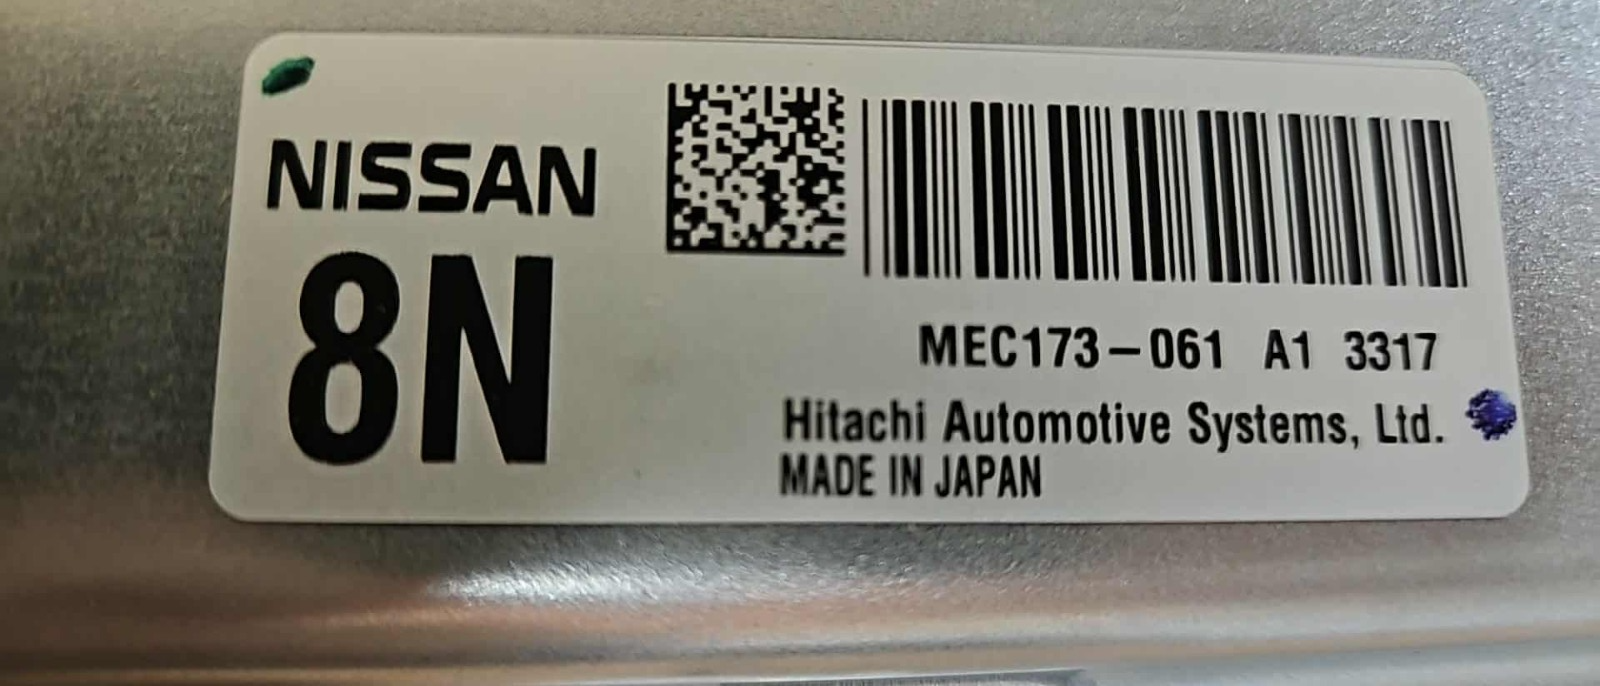 NISSAN
8N
MEC173-061 A1 3317
Hitachi Automotive Systems, Ltd.
MADE IN JAPAN